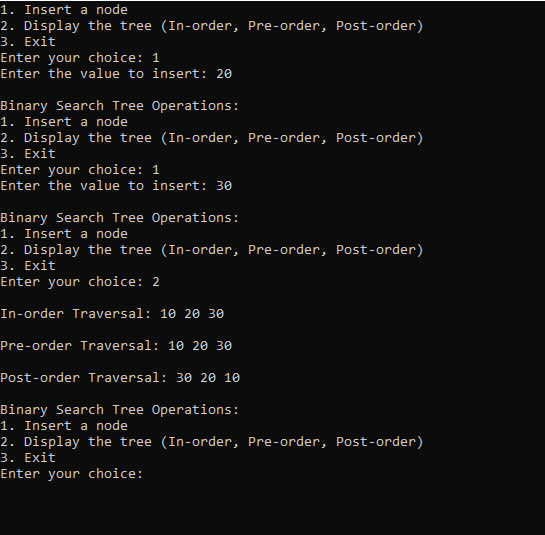 1. Insert a node
2. Display the tree (In-order, Pre-order, Post-order)
3. Exit
Enter your choice: 1
Enter the value to insert: 20
Binary Search Tree Operations:
1. Insert a node
2. Display the tree (In-order, Pre-order, Post-order)
3. Exit
Enter your choice: 1
Enter the value to insert: 30
Binary Search Tree Operations:
1. Insert a node
2. Display the tree (In-order, Pre-order, Post-order)
3. Exit
Enter your choice: 2
In-order Traversal: 10 20 30
Pre-order Traversal: 10 20 30
Post-order Traversal: 30 20 10
Binary Search Tree Operations:
1. Insert a node
2. Display the tree (In-order, Pre-order, Post-order)
3. Exit
Enter your choice: